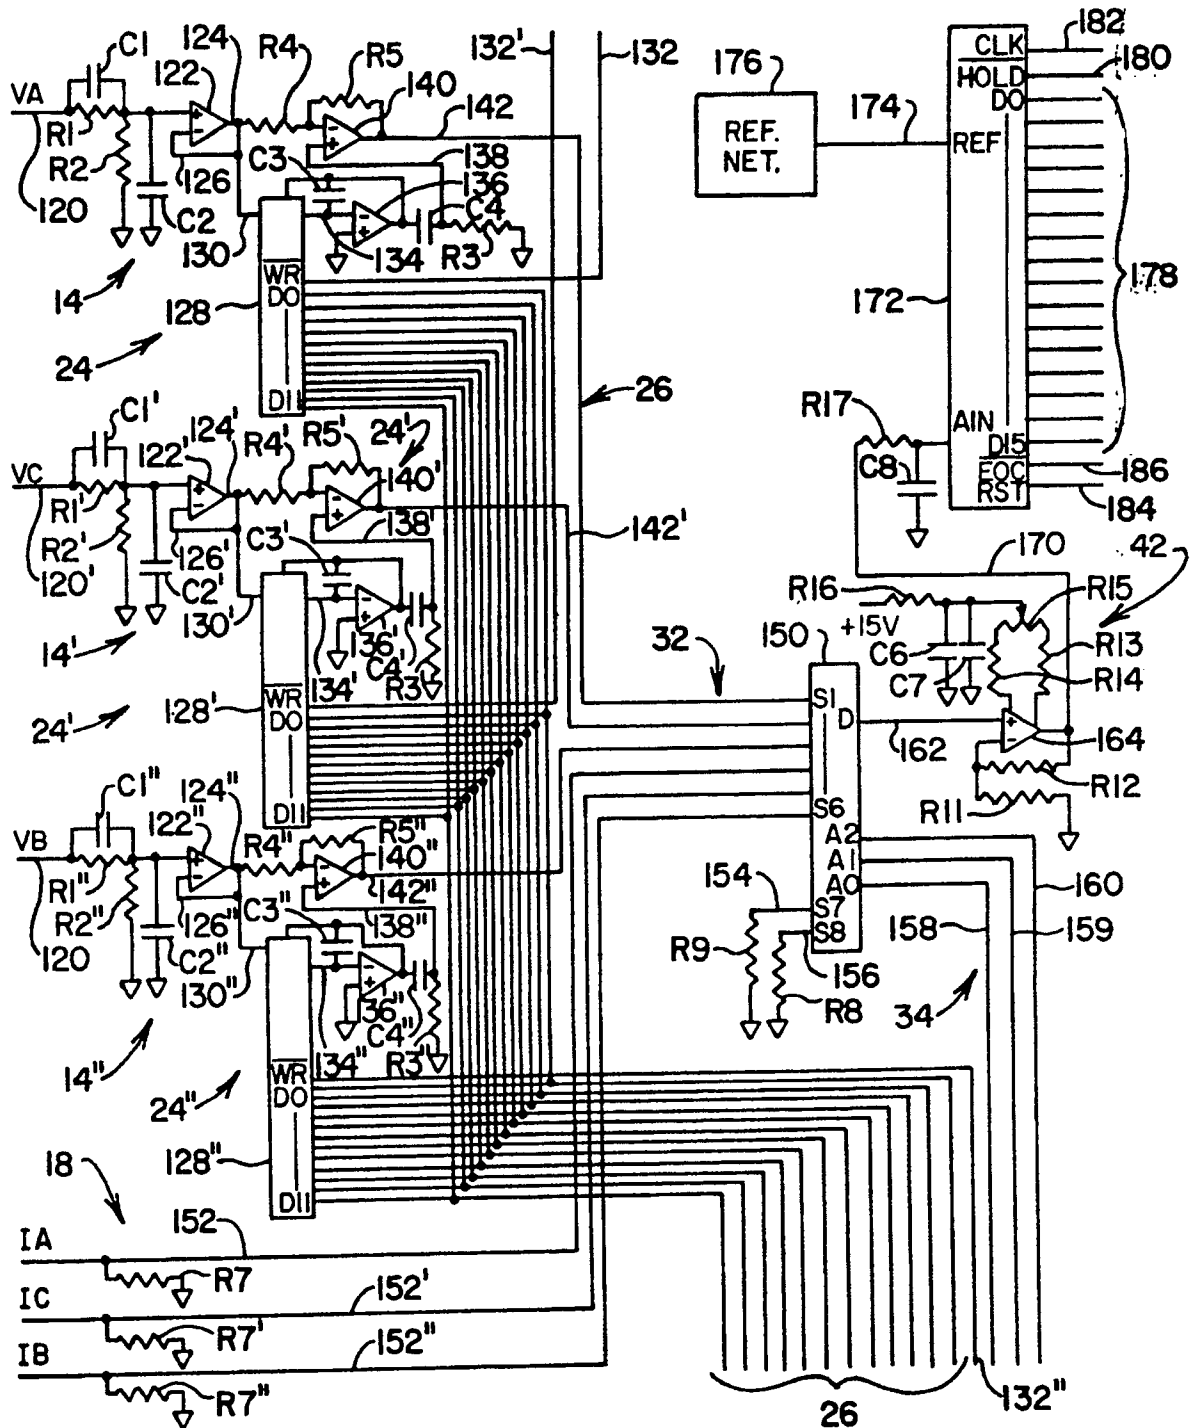 C1
122
124
R4
R5
132'
132
140
142
VA
R1
R2
126
C3
138
136
C4
120
C2
130
134
R3
14
WR
DO
128
24
D11
26
176
REF.
NET.
174
CLK
182
HOLD
180
DO
REF
172
178
AIN
D15
EOC
186
RST
184
R17
C8
C1'
122'
124'
R4'
R5'
24'
140'
VC
R1'
R2'
126'
C3'
138'
142'
120'
C2'
130'
134'
136'
C4'
R3'
14'
WR
DO
128'
24'
D11
170
42
R16
R15
+15V
C6
C7
R13
R14
32
150
S1
D
162
164
R12
R11
S6
A2
A1
A0
S7
S8
154
156
R9
R8
158
159
160
34
C1"
122"
124"
R4"
R5"
140"
142"
VB
R1"
R2"
126"
C3"
138"
120
C2"
130"
134"
136"
C4"
R3"
14"
WR
DO
24"
128"
D11
18
152
IA
R7
IC
152'
R7'
IB
152"
R7"
26
132"